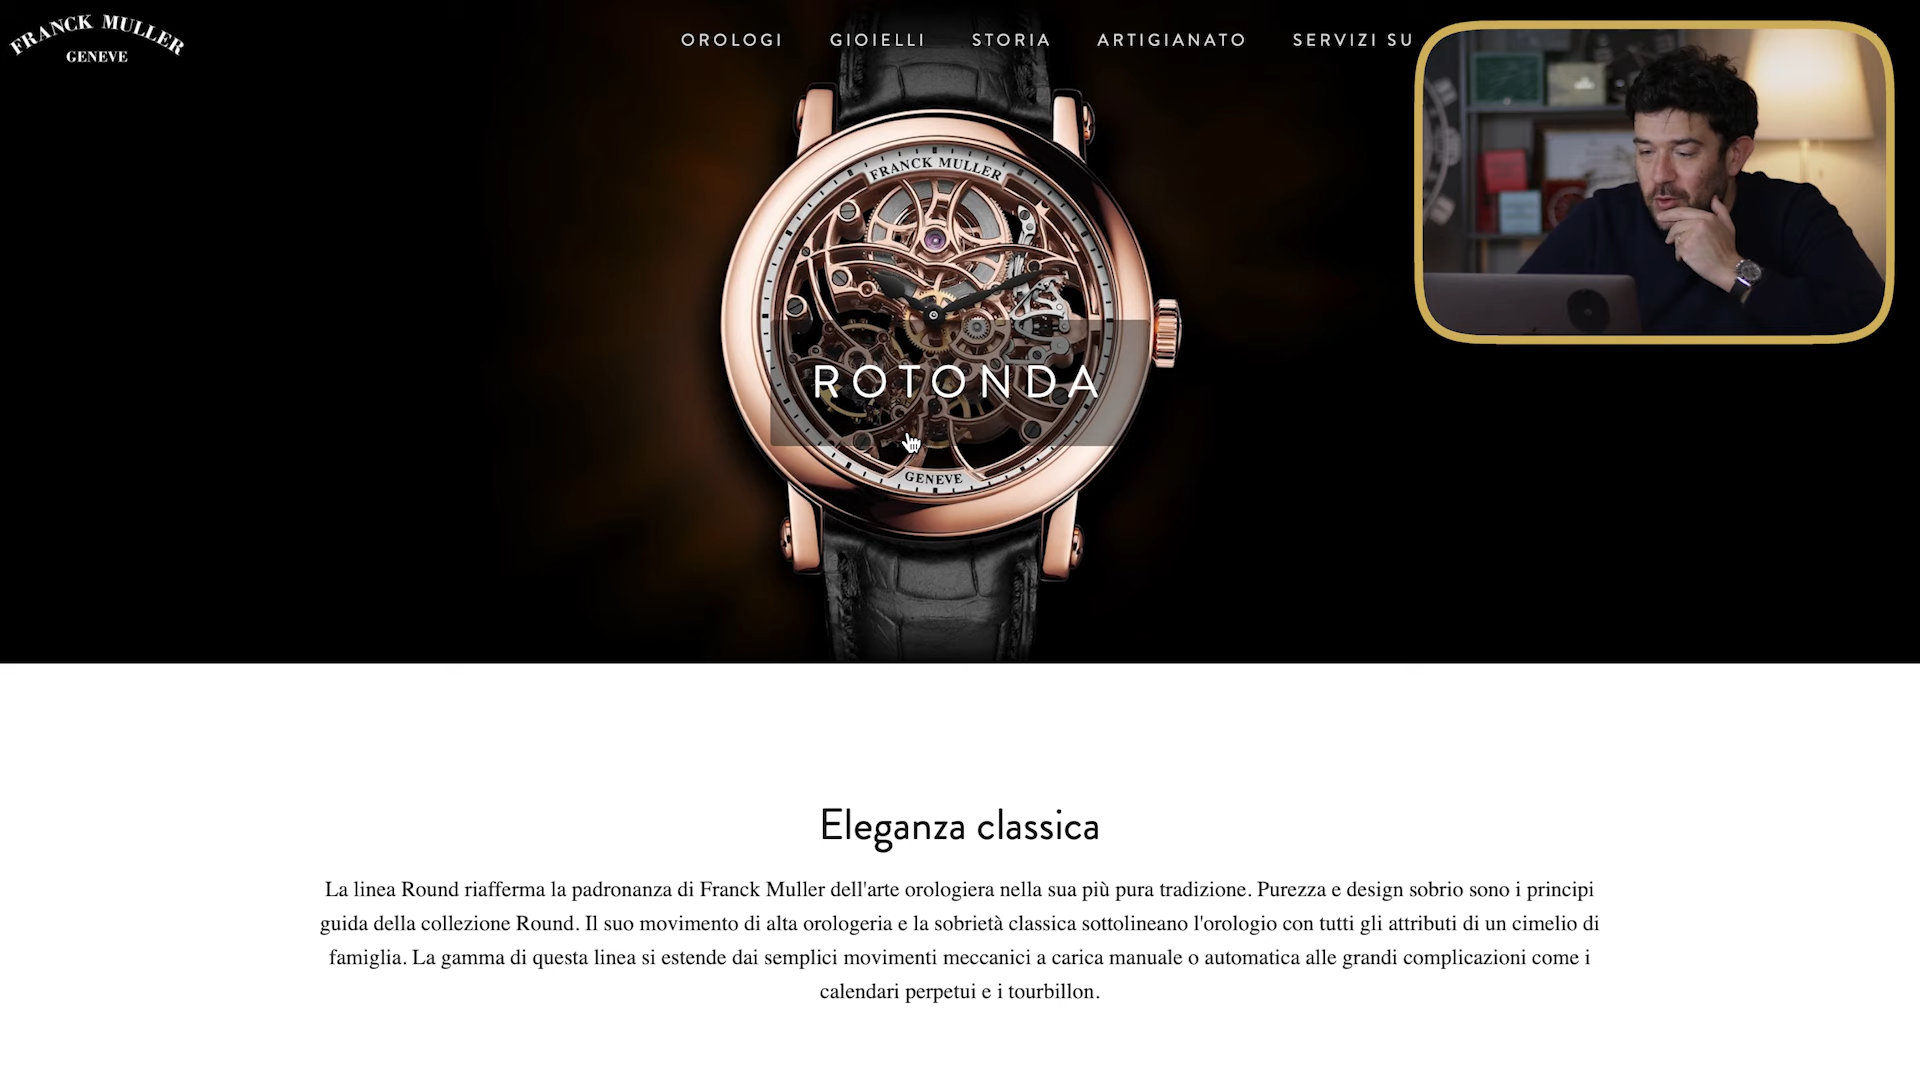 FRANCK MULLER
GENEVE
OROLOGI
GIOIELLI
STORIA
ARTIGIANATO
SERVIZI SU
FRANCK MULLER
ROTONDA
GENEVE
Eleganza classica
La linea Round riafferma la padronanza di Franck Muller dell'arte orologiera nella sua più pura tradizione. Purezza e design sobrio sono i principi
guida della collezione Round. Il suo movimento di alta orologeria e la sobrietà classica sottolineano l'orologio con tutti gli attributi di un cimelio di
famiglia. La gamma di questa linea si estende dai semplici movimenti meccanici a carica manuale o automatica alle grandi complicazioni come i
calendari perpetui e i tourbillon.